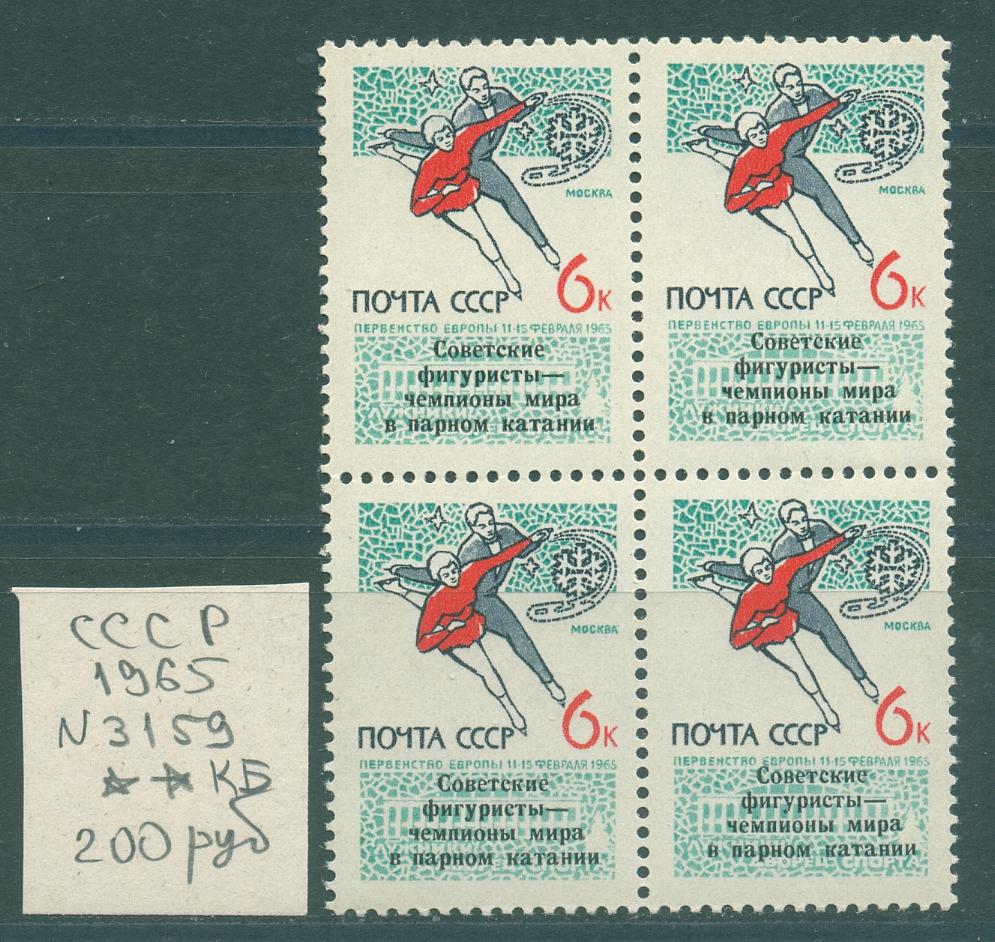 СССР
1965
N 3159
★ ★ КБ
200 руб
МОСКВА
ПОЧТА СССР 6к
ПЕРВЕНСТВО ЕВРОПЫ 11-15 ФЕВРАЛЯ 1965
Советские
фигуристы—
чемпионы мира
в парном катании
МОСКВА
ПОЧТА СССР 6к
ПЕРВЕНСТВО ЕВРОПЫ 11-15 ФЕВРАЛЯ 1965
Советские
фигуристы—
чемпионы мира
в парном катании
МОСКВА
ПОЧТА СССР 6к
ПЕРВЕНСТВО ЕВРОПЫ 11-15 ФЕВРАЛЯ 1965
Советские
фигуристы—
чемпионы мира
в парном катании
МОСКВА
ПОЧТА СССР 6к
ПЕРВЕНСТВО ЕВРОПЫ 11-15 ФЕВРАЛЯ 1965
Советские
фигуристы—
чемпионы мира
в парном катании